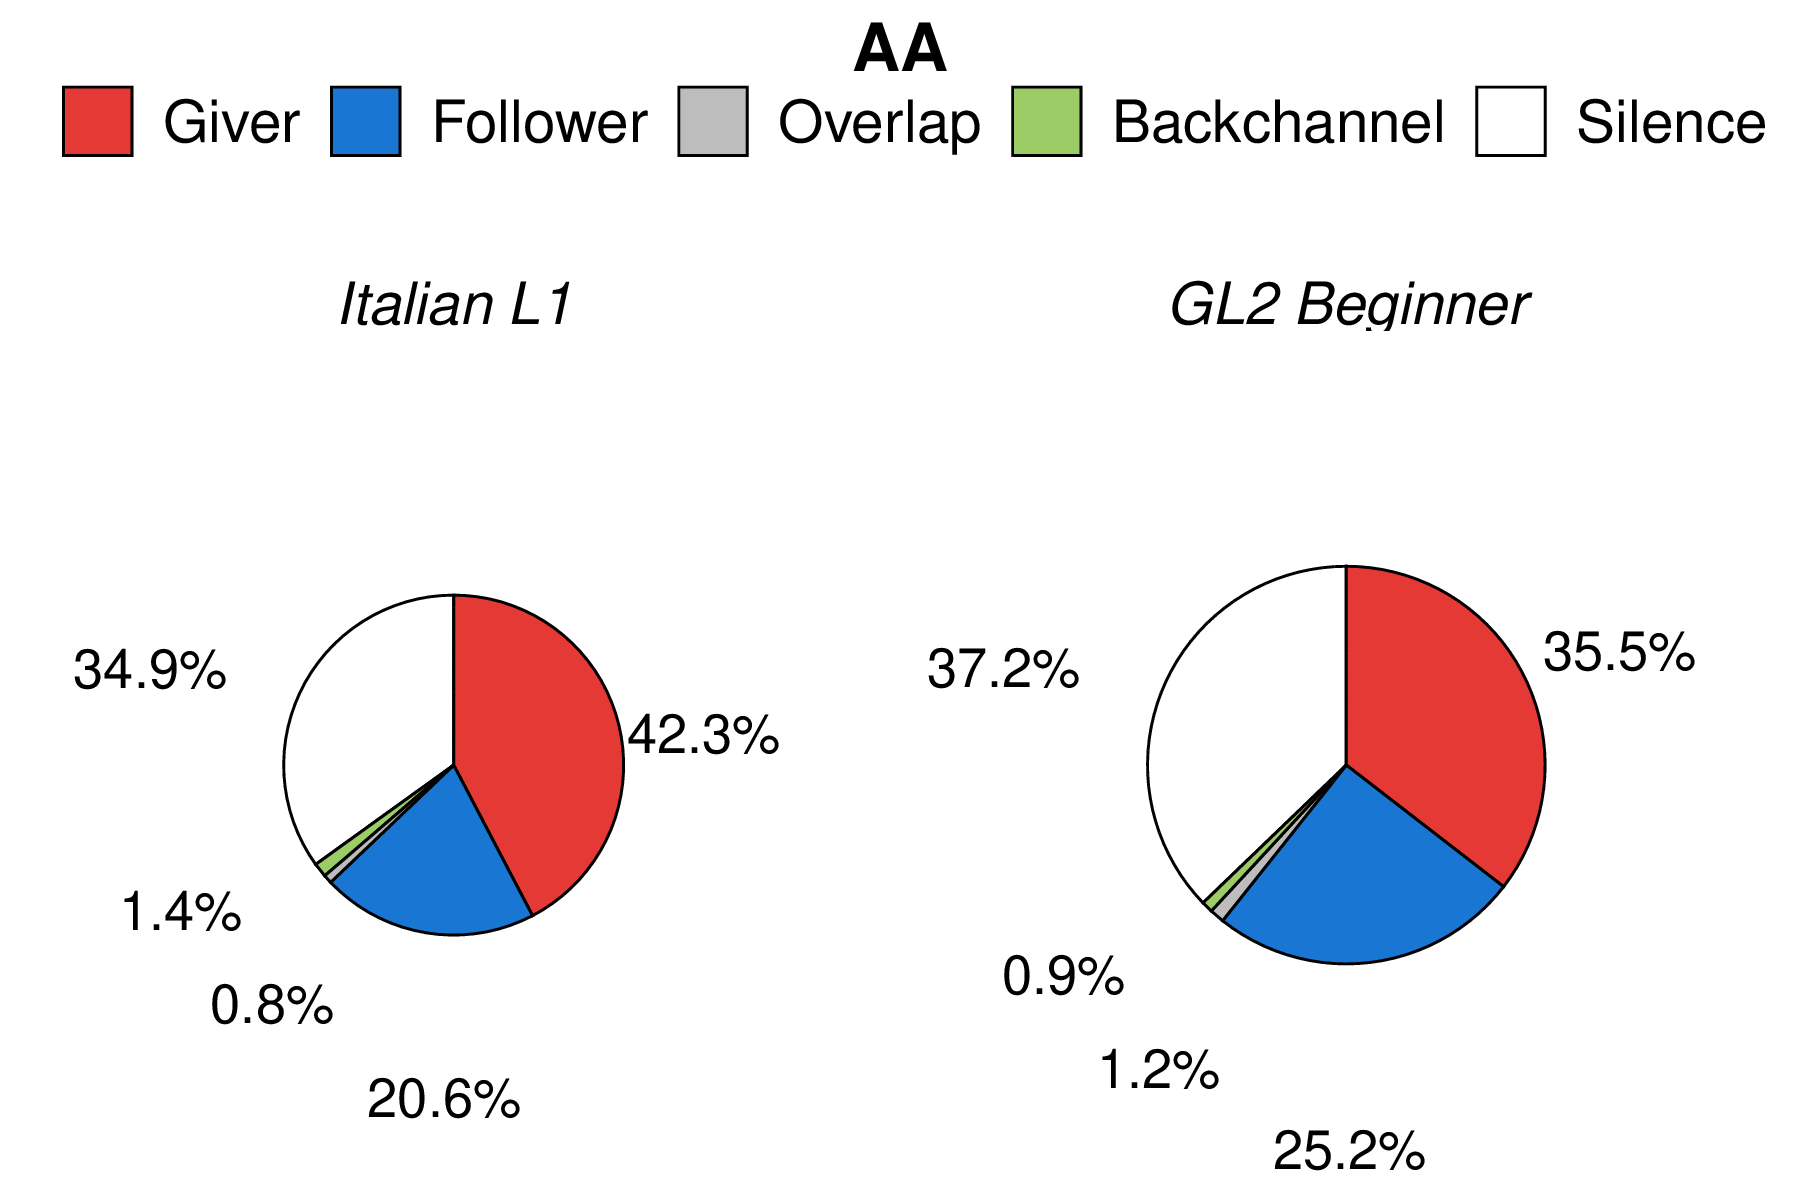 AA
Giver Follower Overlap Backchannel Silence
Italian L1 GL2 Beginner
34.9% 42.3% 37.2% 35.5%
1.4% 0.9%
0.8% 1.2%
20.6% 25.2%